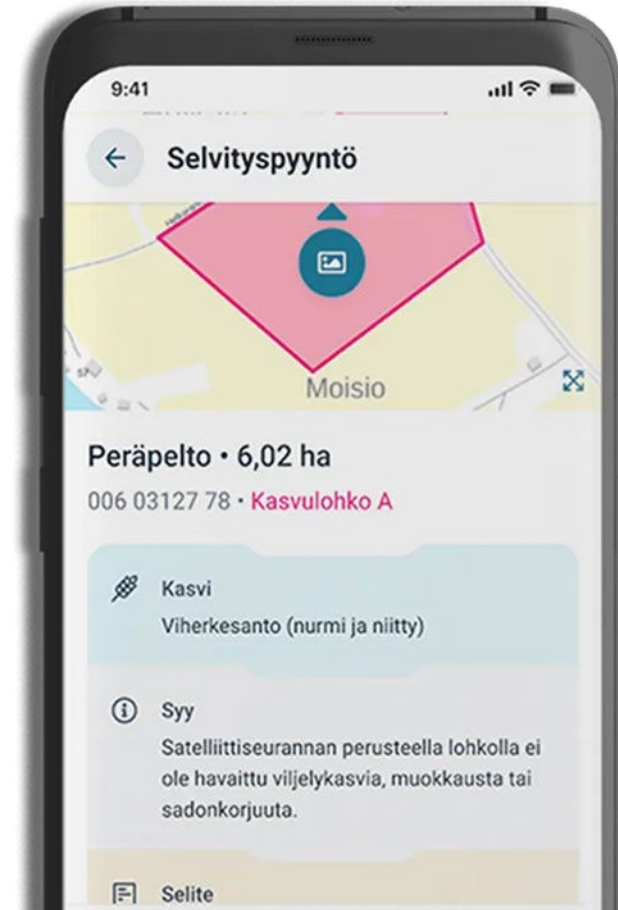 9:41
Selvityspyyntö
Moisio
Peräpelto • 6,02 ha
006 03127 78 • Kasvulohko A
Kasvi
Viherkesanto (nurmi ja niitty)
Syy
Satelliittiseurannan perusteella lohkolla ei
ole havaittu viljelykasvia, muokkausta tai
sadonkorjuuta.
Selite